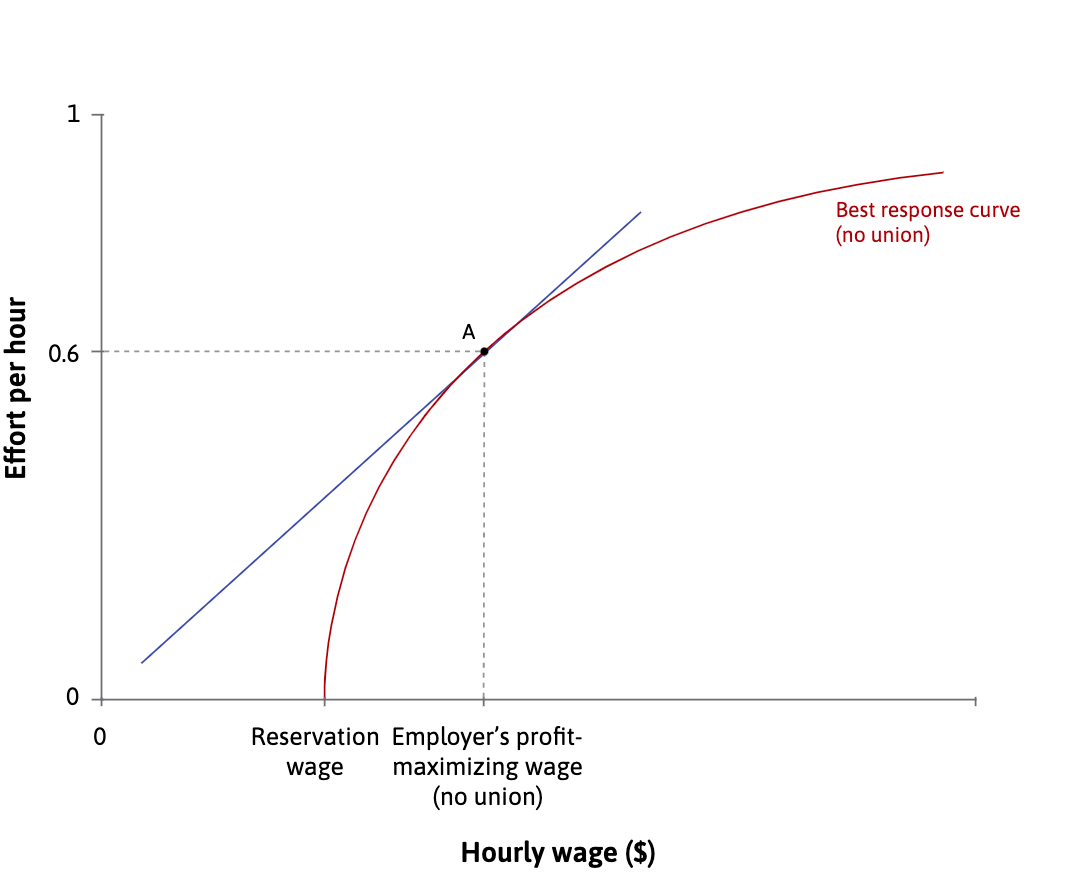 1
Best response curve
(no union)
A
0.6
Effort per hour
0
0
Reservation
wage
Employer’s profit-
maximizing wage
(no union)
Hourly wage ($)